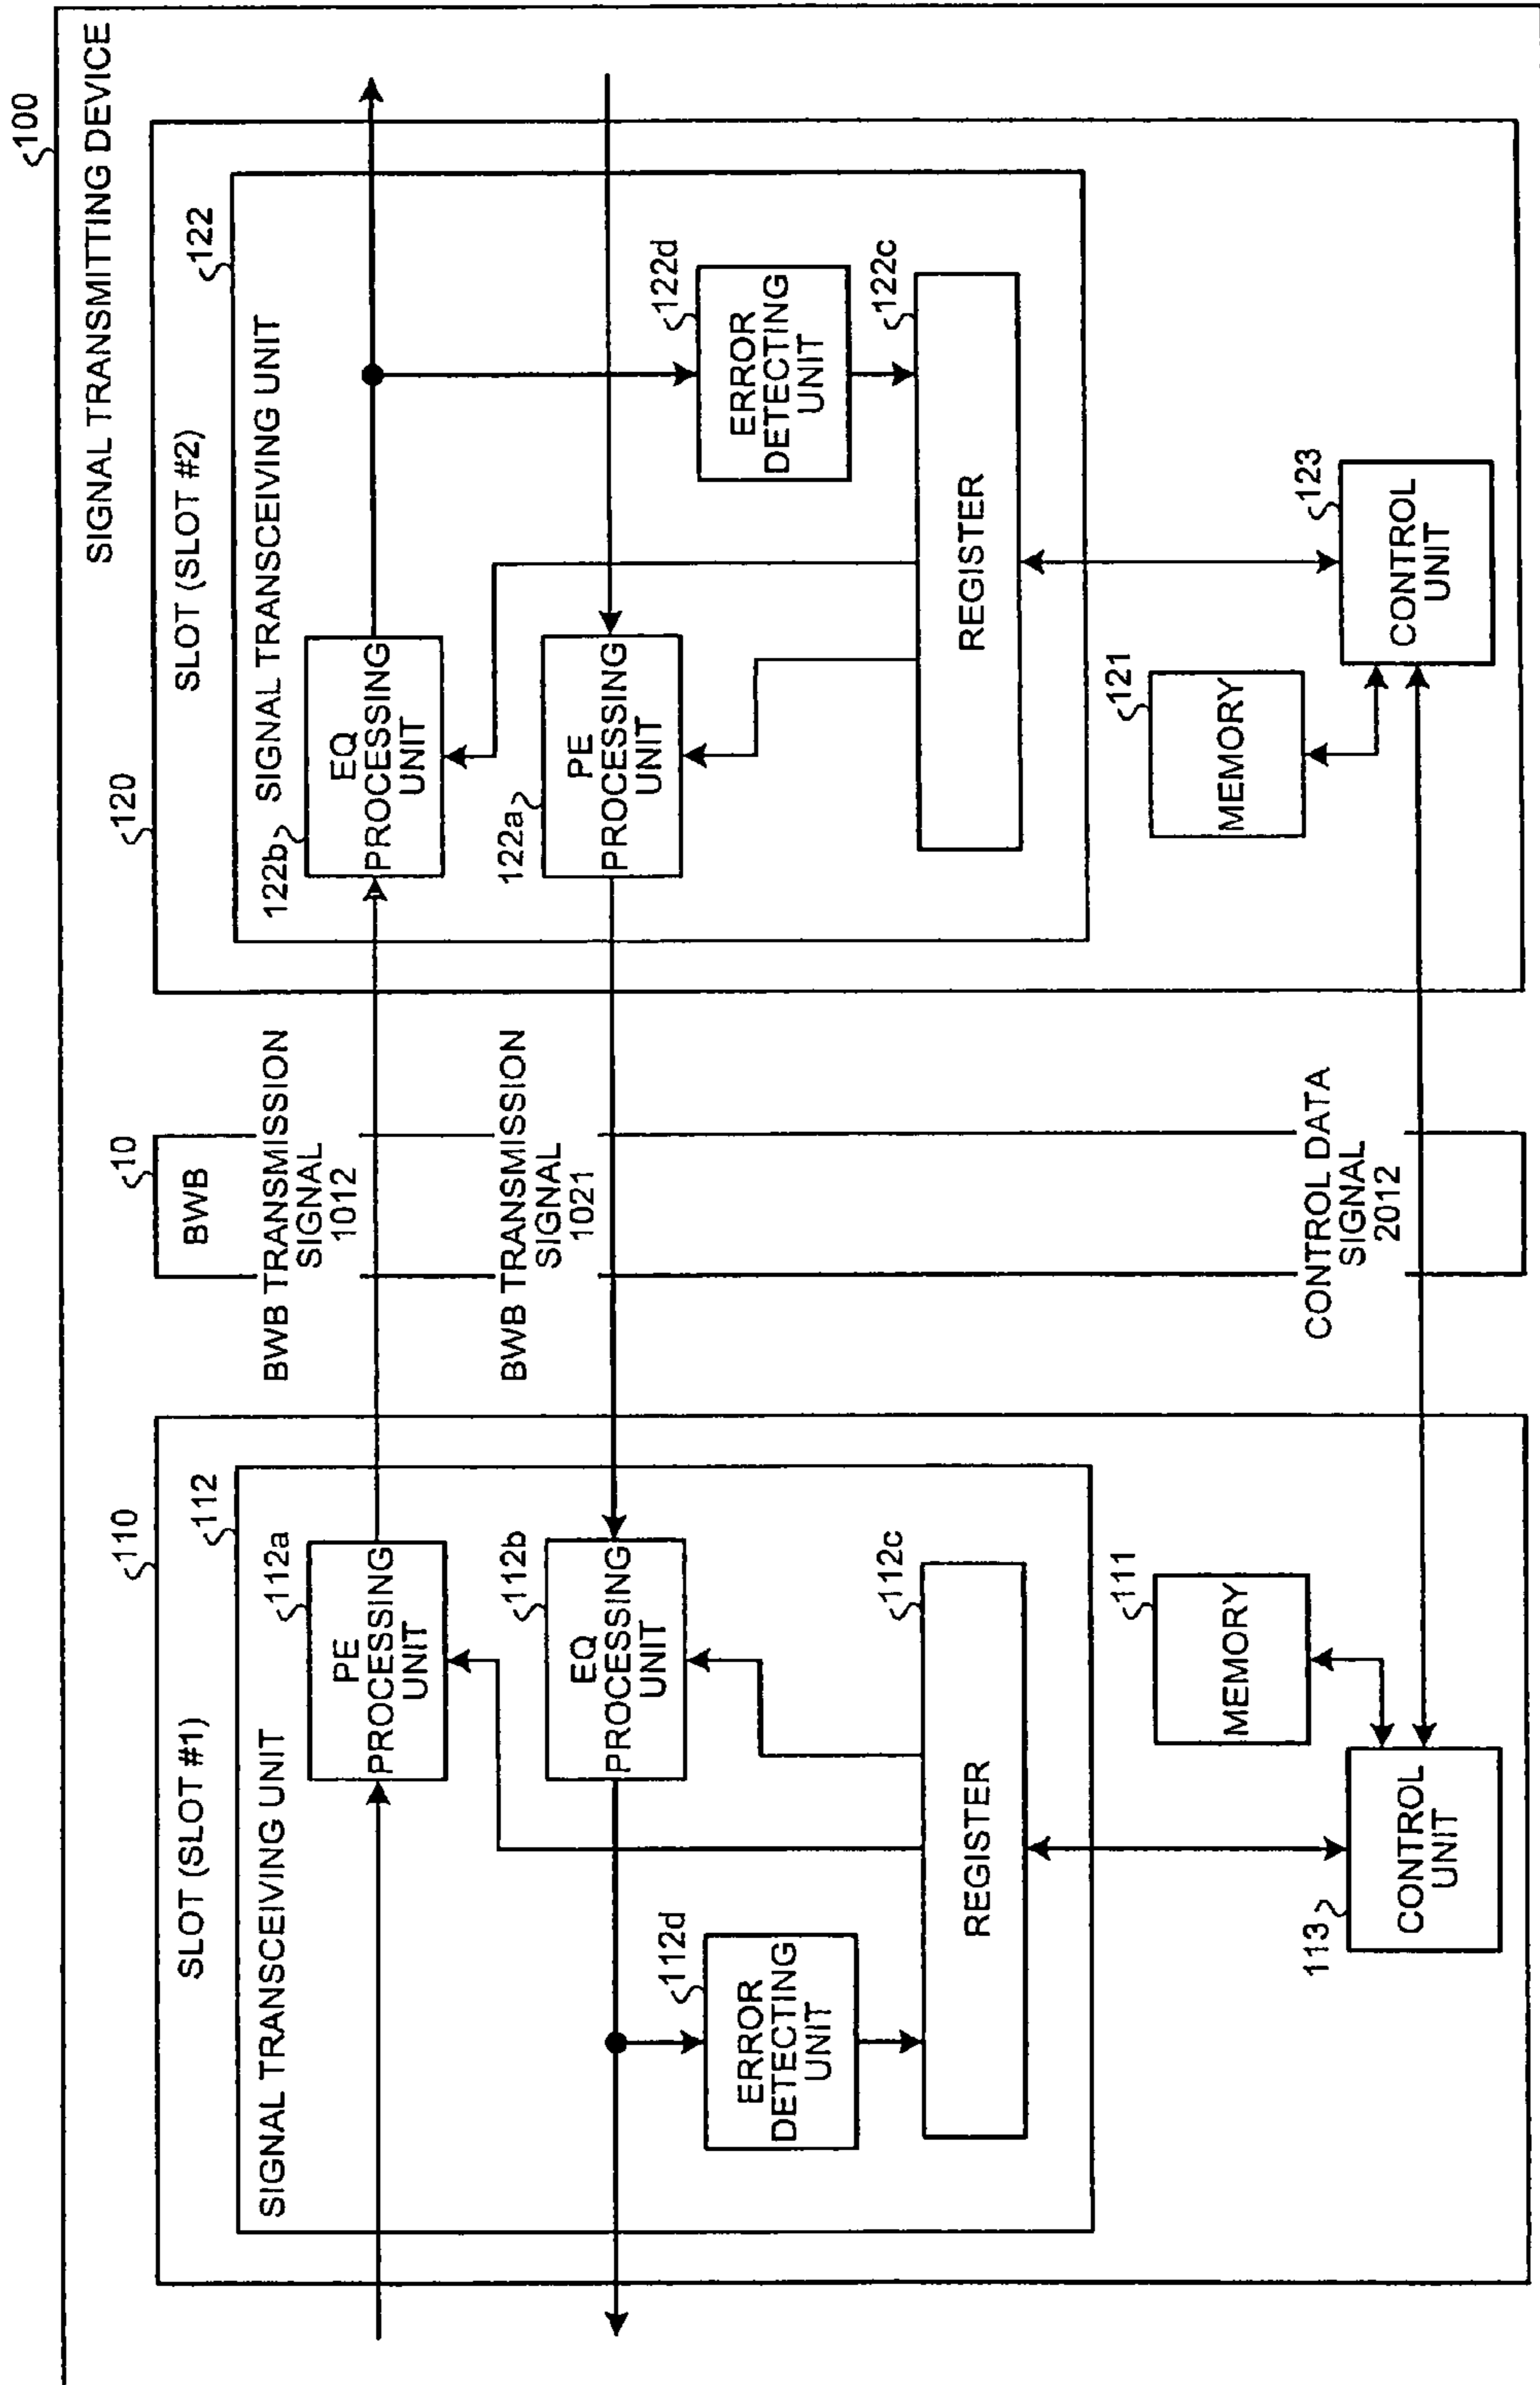 100
SIGNAL TRANSMITTING DEVICE
110
SLOT (SLOT #1)
112
SIGNAL TRANSCEIVING UNIT
112a
PE
PROCESSING
UNIT
112b
EQ
PROCESSING
UNIT
112d
ERROR
DETECTING
UNIT
112c
REGISTER
111
MEMORY
113
CONTROL
UNIT
10
BWB
BWB TRANSMISSION
SIGNAL
1012
BWB TRANSMISSION
SIGNAL
1021
CONTROL DATA
SIGNAL
2012
120
SLOT (SLOT #2)
122
SIGNAL TRANSCEIVING UNIT
122b
EQ
PROCESSING
UNIT
122a
PE
PROCESSING
UNIT
122d
ERROR
DETECTING
UNIT
122c
REGISTER
121
MEMORY
123
CONTROL
UNIT